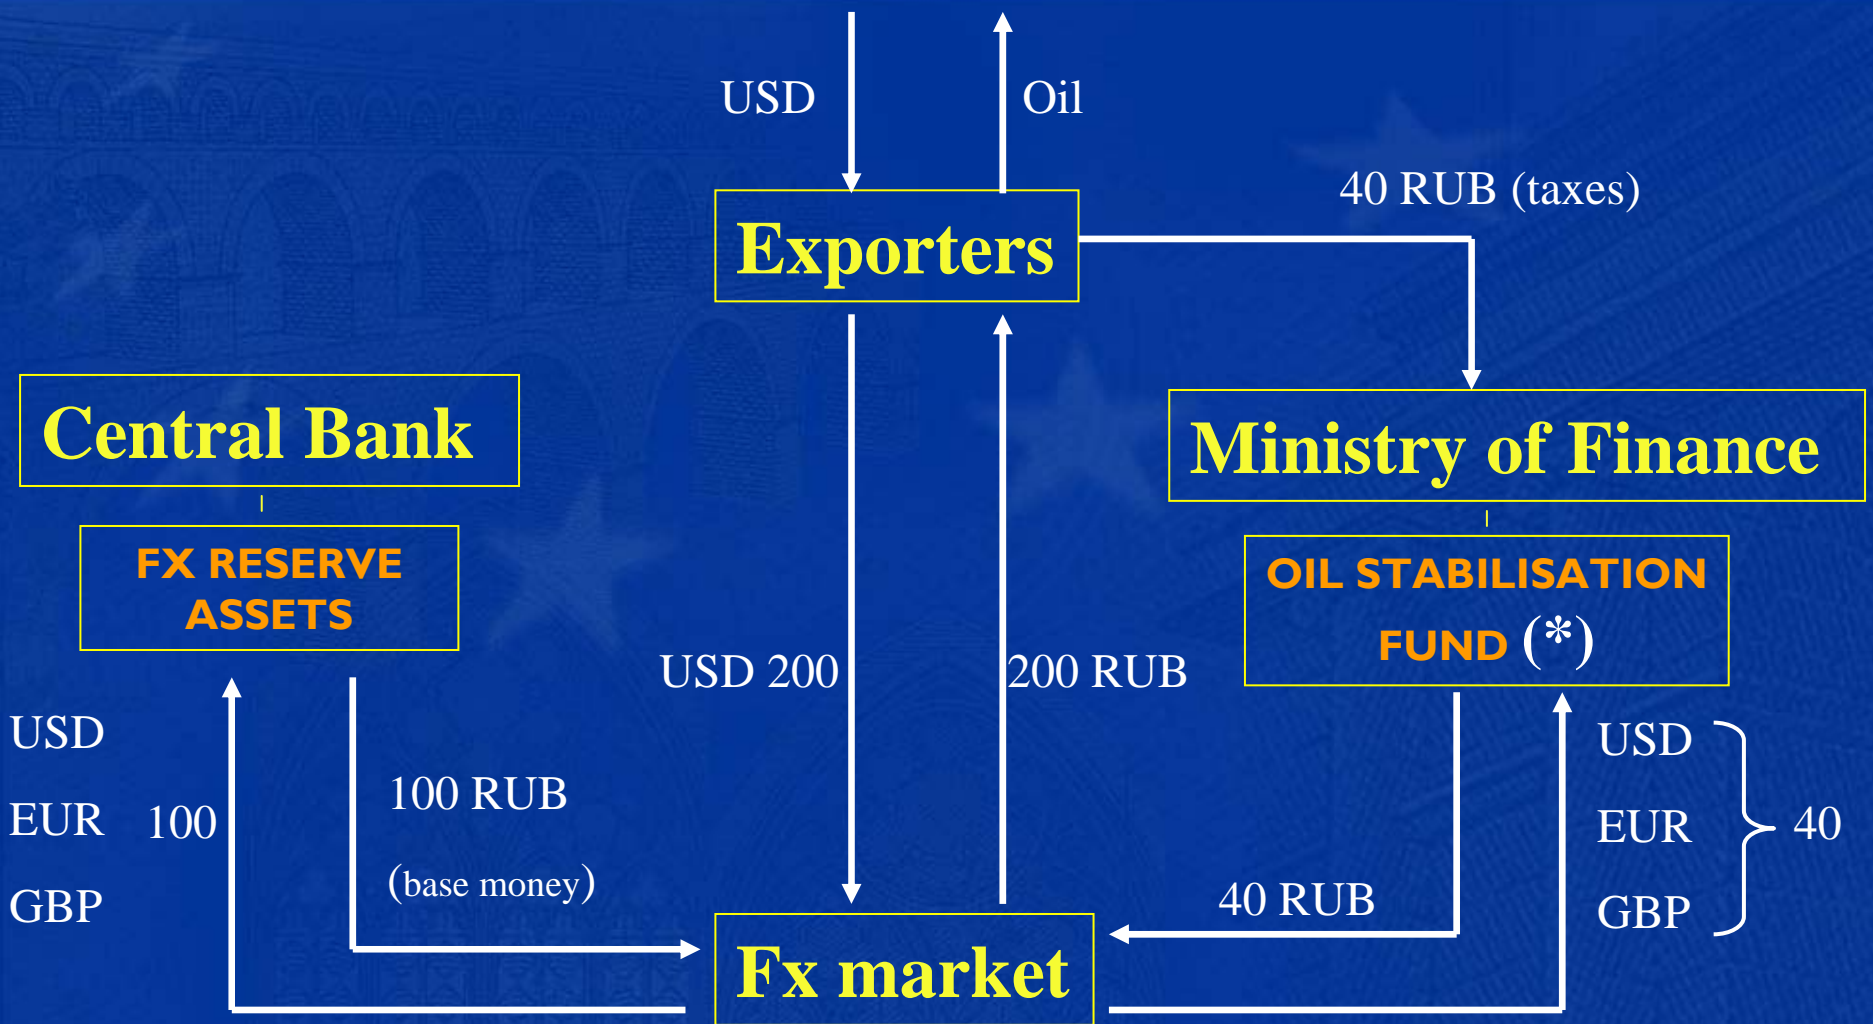 USD
Oil
40 RUB (taxes)
Exporters
Central Bank
Ministry of Finance
FX RESERVE
ASSETS
OIL STABILISATION
FUND (*)
USD 200
200 RUB
USD
EUR
GBP
100
100 RUB
(base money)
40 RUB
USD
EUR
GBP
40
Fx market